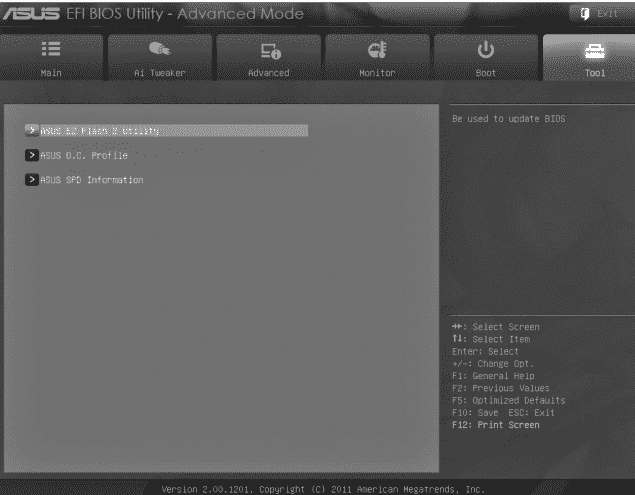 ASUS EFI BIOS Utility - Advanced Mode
Exit
Main
Ai Tweaker
Advanced
Monitor
Boot
Tool
ASUS EZ Flash 2 Utility
ASUS O.C. Profile
ASUS SPD Information
Be used to update BIOS
→←: Select Screen
↑↓: Select Item
Enter: Select
+/-: Change Opt.
F1: General Help
F2: Previous Values
F5: Optimized Defaults
F10: Save ESC: Exit
F12: Print Screen
Version 2.00.1201. Copyright (C) 2011 American Megatrends, Inc.